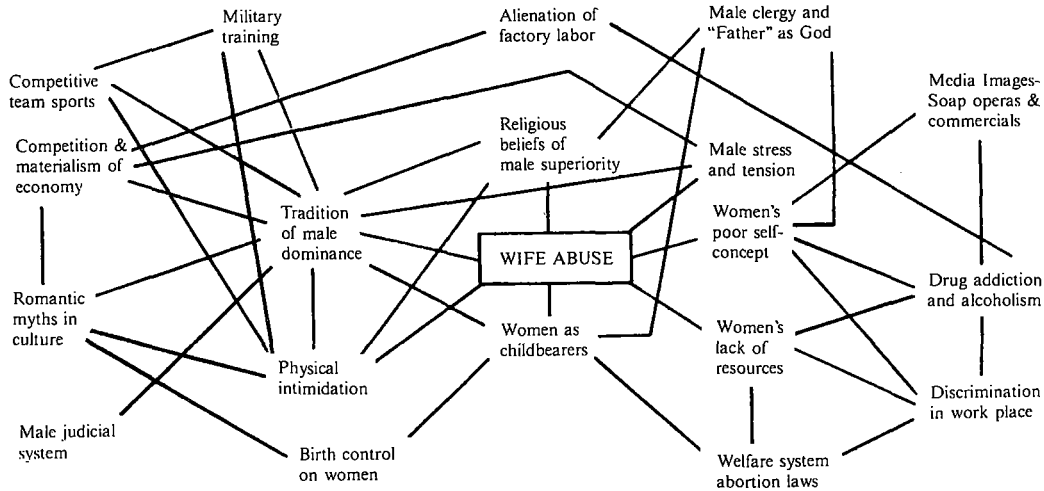 Military
training
Alienation of
factory labor
Male clergy and
“Father” as God
Competitive
team sports
Media Images-
Soap operas &
commercials
Competition &
materialism of
economy
Religious
beliefs of
male superiority
Male stress
and tension
Tradition
of male
dominance
WIFE ABUSE
Women's
poor self-
concept
Romantic
myths in
culture
Physical
intimidation
Women as
childbearers
Women's
lack of
resources
Drug addiction
and alcoholism
Discrimination
in work place
Male judicial
system
Birth control
on women
Welfare system
abortion laws